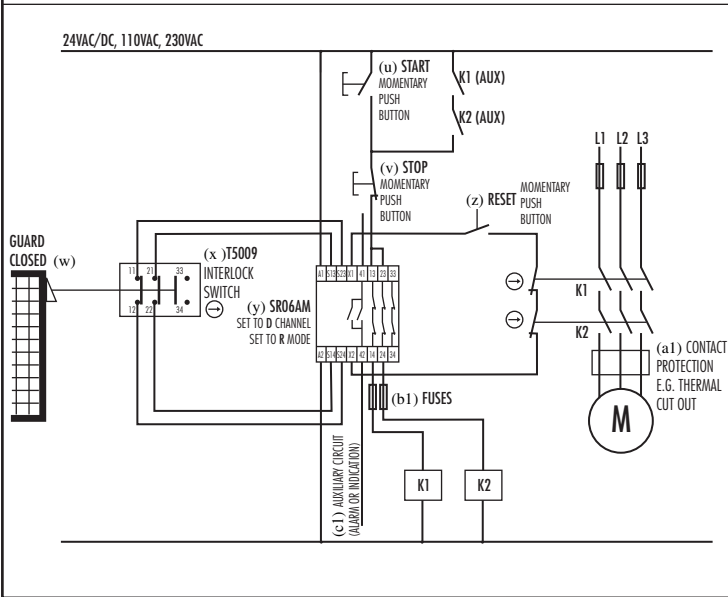 24VAC/DC, 110VAC, 230VAC
(u) START
MOMENTARY
PUSH
BUTTON
K1 (AUX)
K2 (AUX)
L1 L2 L3
(v) STOP
MOMENTARY
PUSH
BUTTON
(z) RESET
MOMENTARY
PUSH
BUTTON
GUARD
CLOSED (w)
11 21 33
12 22 34
(x )T5009
INTERLOCK
SWITCH
(y) SR06AM
SET TO D CHANNEL
SET TO R MODE
A1 S13 S23 X1 41 13 23 33
A2 S14 S24 X2 42 14 24 34
K1
K2
(a1) CONTACT
PROTECTION
E.G. THERMAL
CUT OUT
M
(b1) FUSES
(c1) AUXILIARY CIRCUIT
(ALARM OR INDICATION)
K1
K2